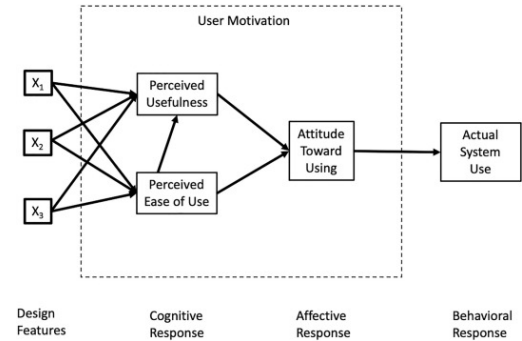 User Motivation
X₁
X₂
X₃
Perceived
Usefulness
Perceived
Ease of Use
Attitude
Toward
Using
Actual
System
Use
Design
Features
Cognitive
Response
Affective
Response
Behavioral
Response